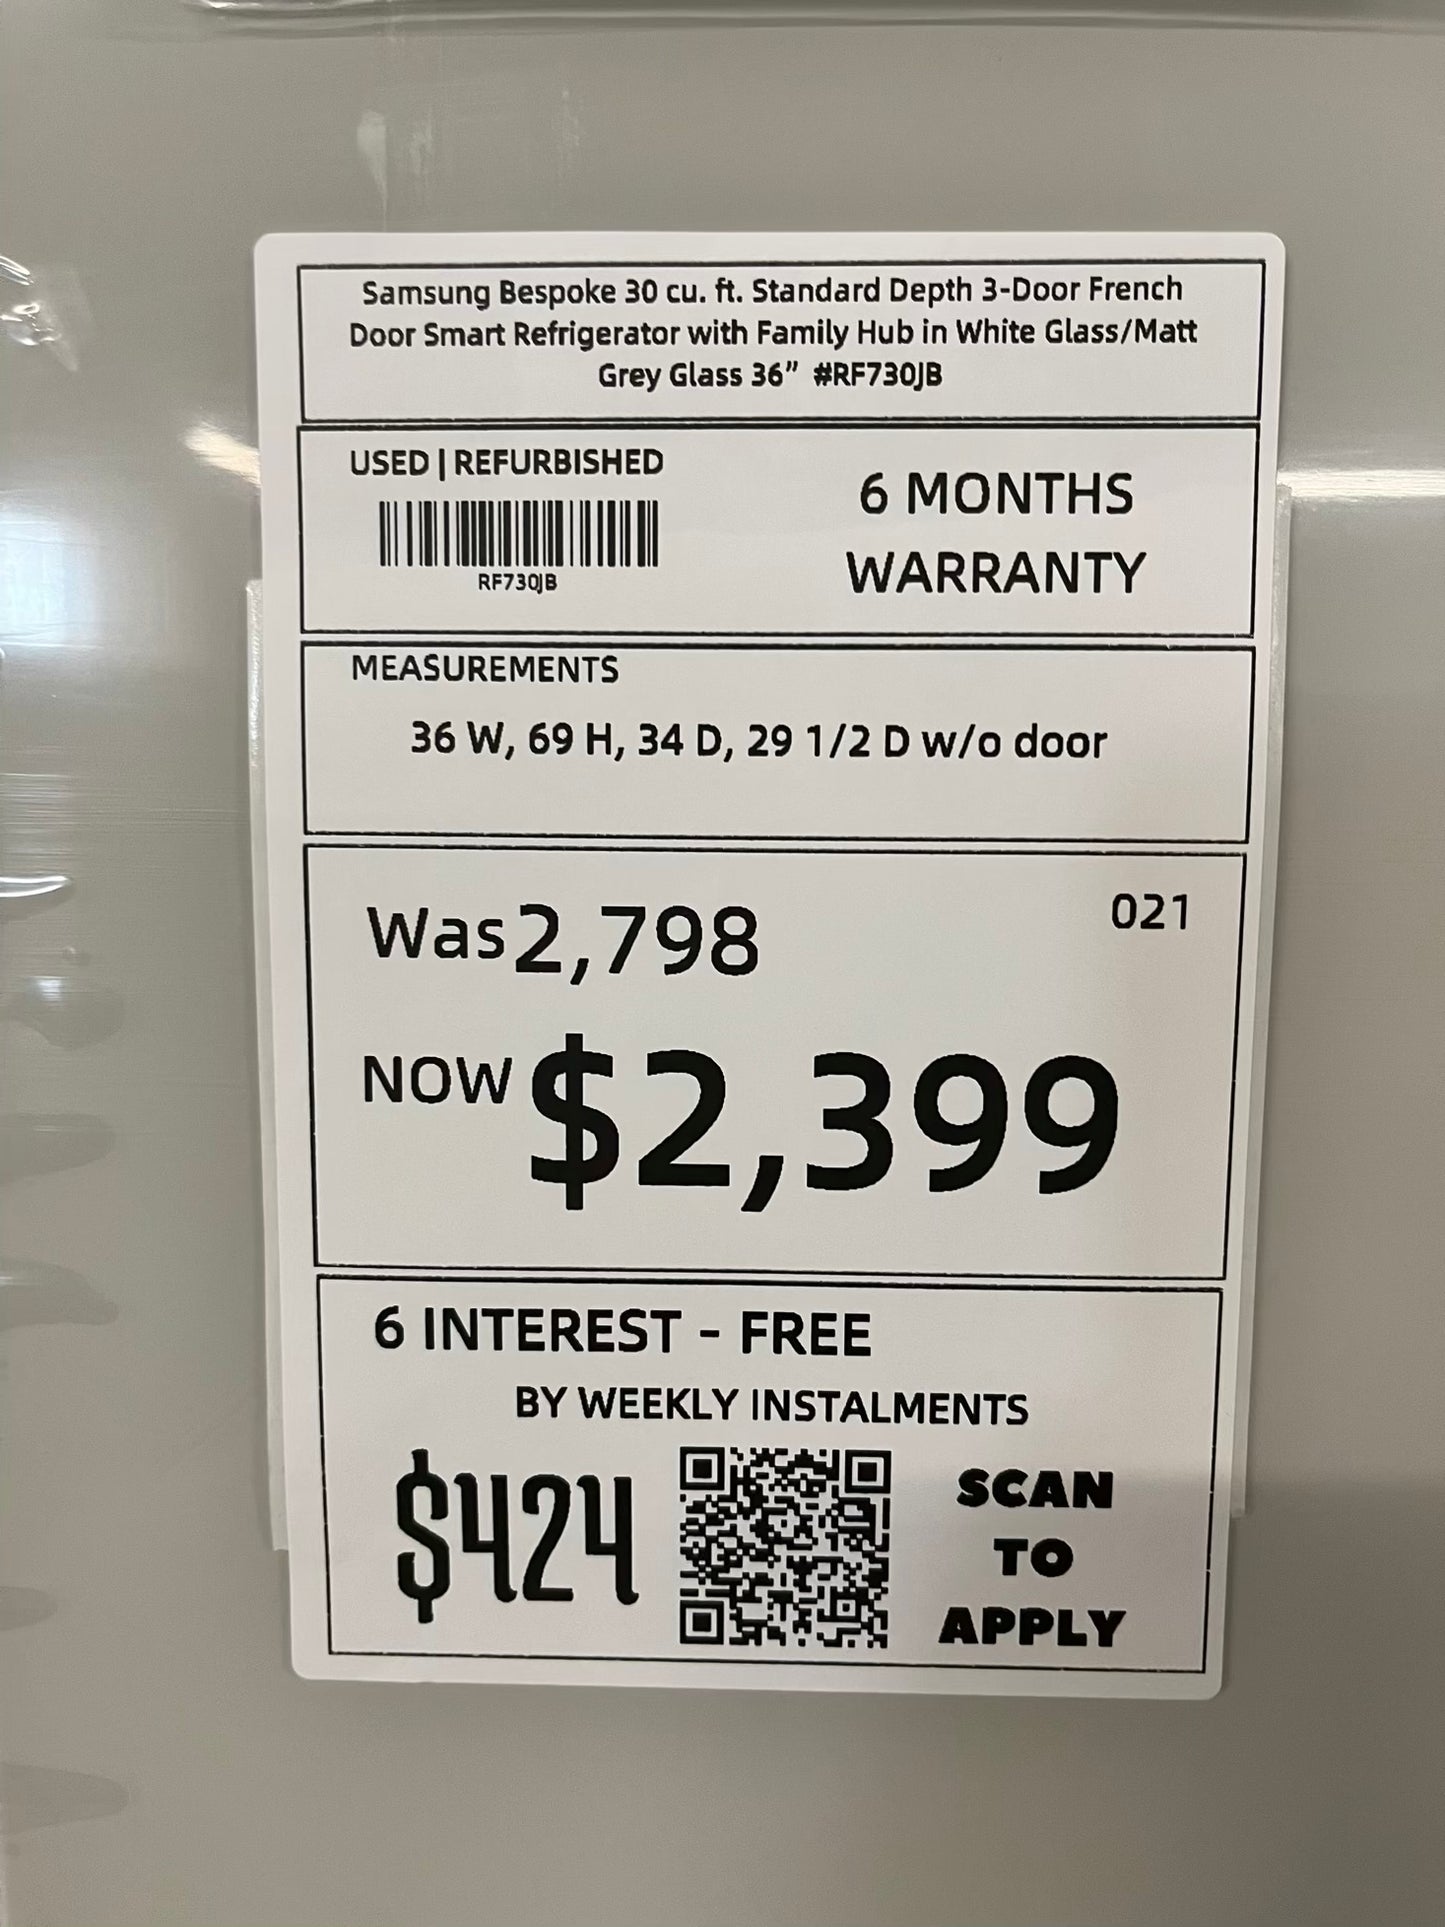 Samsung Bespoke 30 cu. ft. Standard Depth 3-Door French
Door Smart Refrigerator with Family Hub in White Glass/Matt
Grey Glass 36” #RF730JB
USED | REFURBISHED
RF730JB
6 MONTHS
WARRANTY
MEASUREMENTS
36 W, 69 H, 34 D, 29 1/2 D w/o door
021
Was 2,798
NOW $2,399
6 INTEREST - FREE
BY WEEKLY INSTALMENTS
$424
SCAN
TO
APPLY